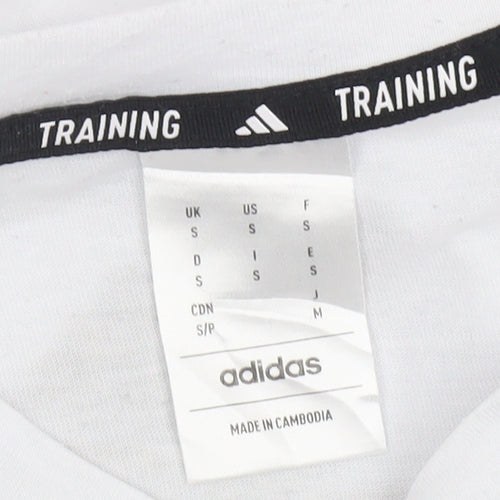 TRAINING TRAINING
UK US F
S S S
D I E
S S S
CDN J
S/P M
adidas
MADE IN CAMBODIA